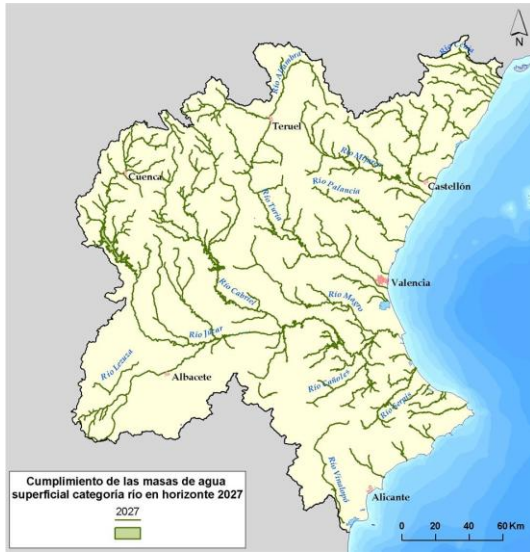 Río Cenia
N
Río Alfambra
Teruel
Río Mijares
Cuenca
Castellón
Río Palancia
Río Turia
Valencia
Río Cabriel
Río Magro
Río Júcar
Río Lezuza
Albacete
Río Cañoles
Río Serpis
Río Vinalopó
Alicante
Cumplimiento de las masas de agua
superficial categoría río en horizonte 2027
2027
0 20 40 60 Km